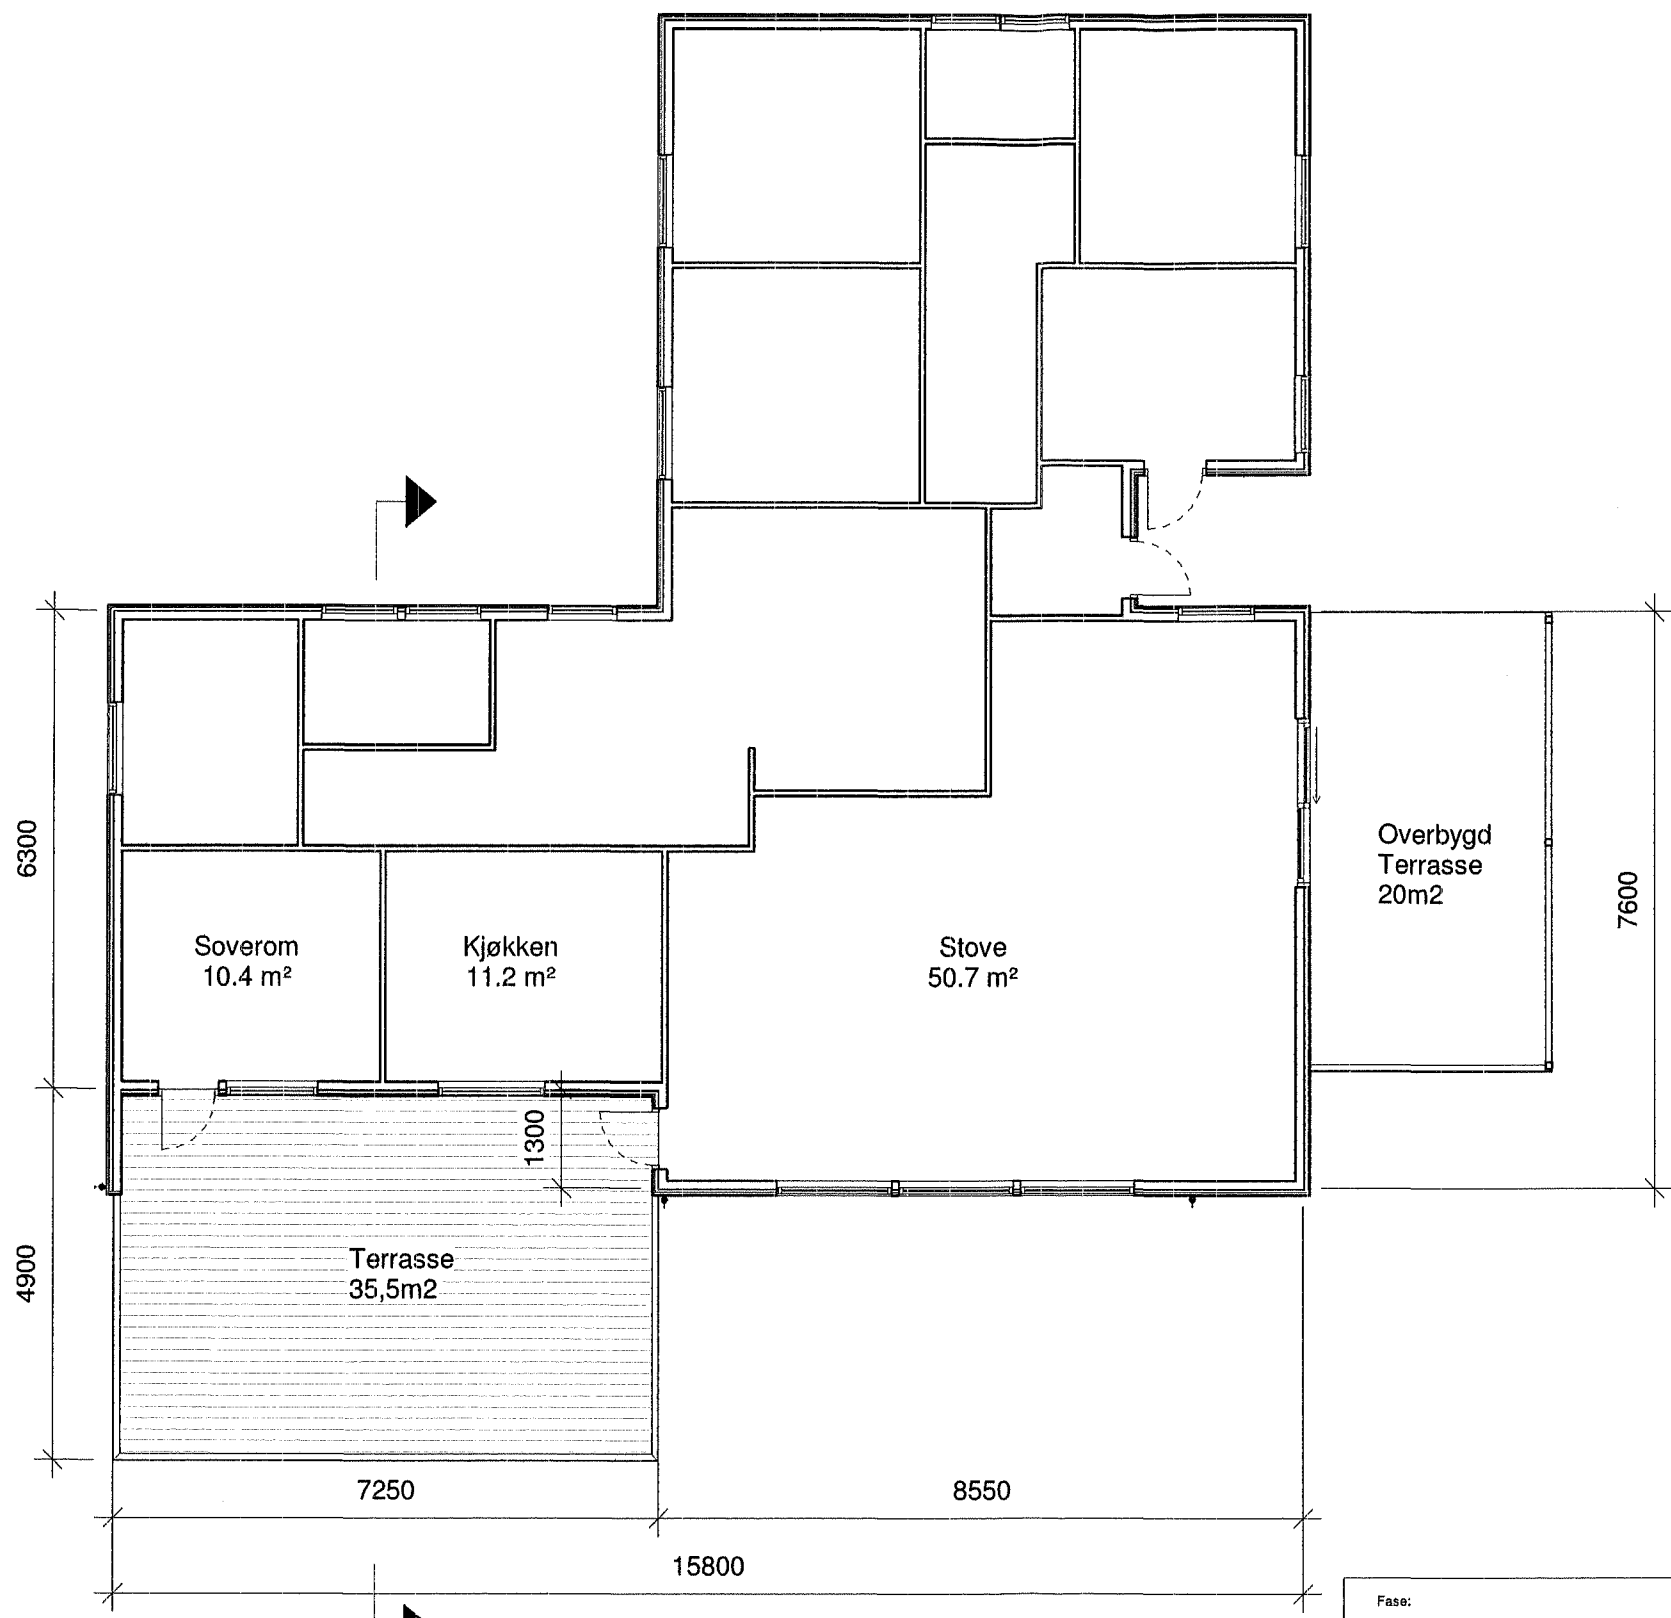 6300
Overbygd
Terrasse
20m2
7600
Soverom
10.4 m²
Kjøkken
11.2 m²
Stove
50.7 m²
1300
4900
Terrasse
35,5m2
7250
8550
15800
Fase: